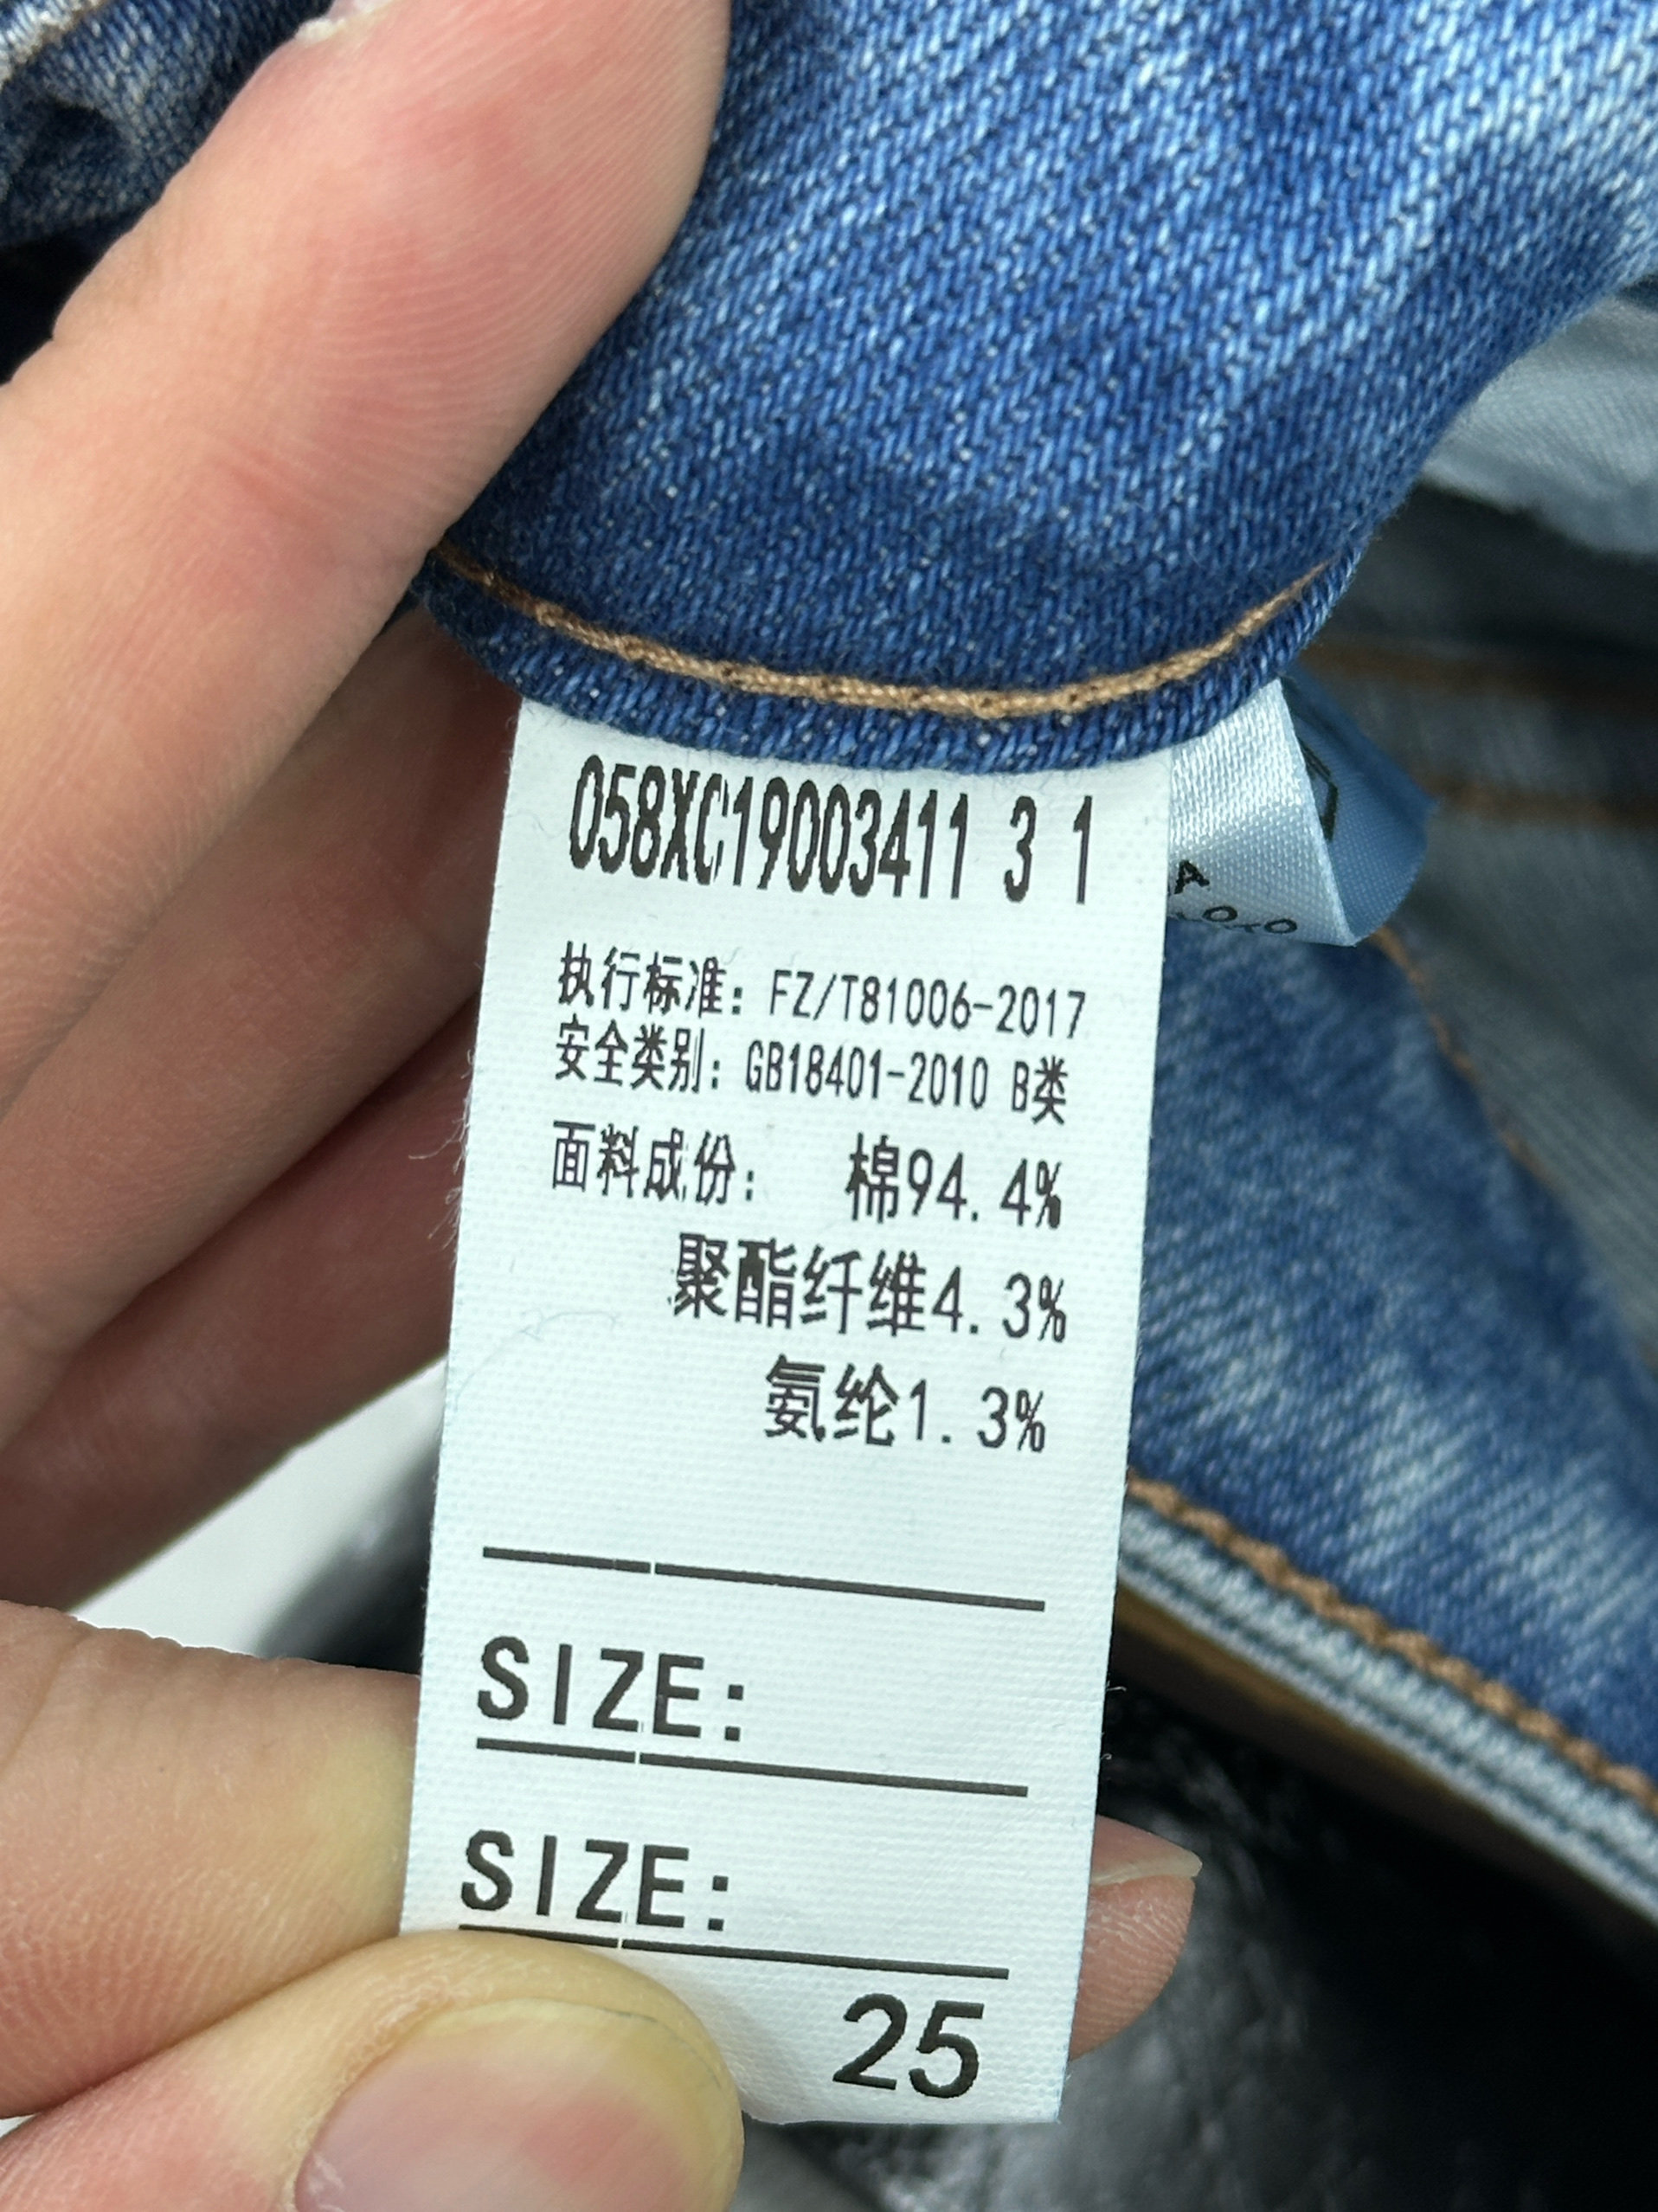 058XC19003411 3 1
执行标准：FZ/T81006-2017
安全类别：GB18401-2010 B类
面料成份： 棉94.4%
聚酯纤维4.3%
氨纶1.3%
SIZE:
SIZE:
25